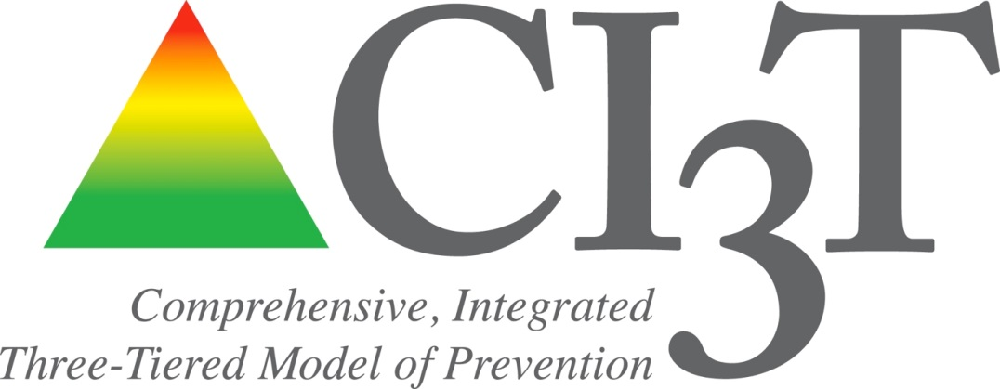 CI3T
Comprehensive, Integrated
Three-Tiered Model of Prevention